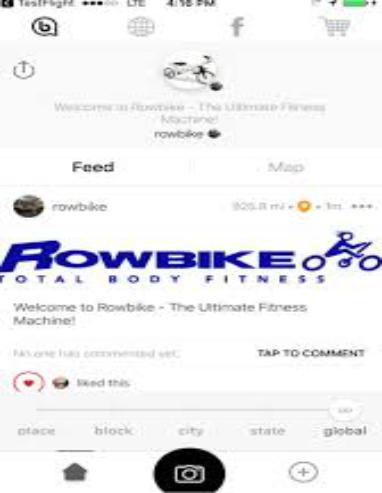 TestFlight LTE 4:16 PM
Welcome to Rowbike - The Ultimate Fitness
Machine!
rowbike
Feed Map
rowbike 926.8 mi • 1m
ROWBIKE
TOTAL BODY FITNESS
Welcome to Rowbike - The Ultimate Fitness
Machine!
No one has commented yet. TAP TO COMMENT
liked this
place block city state global